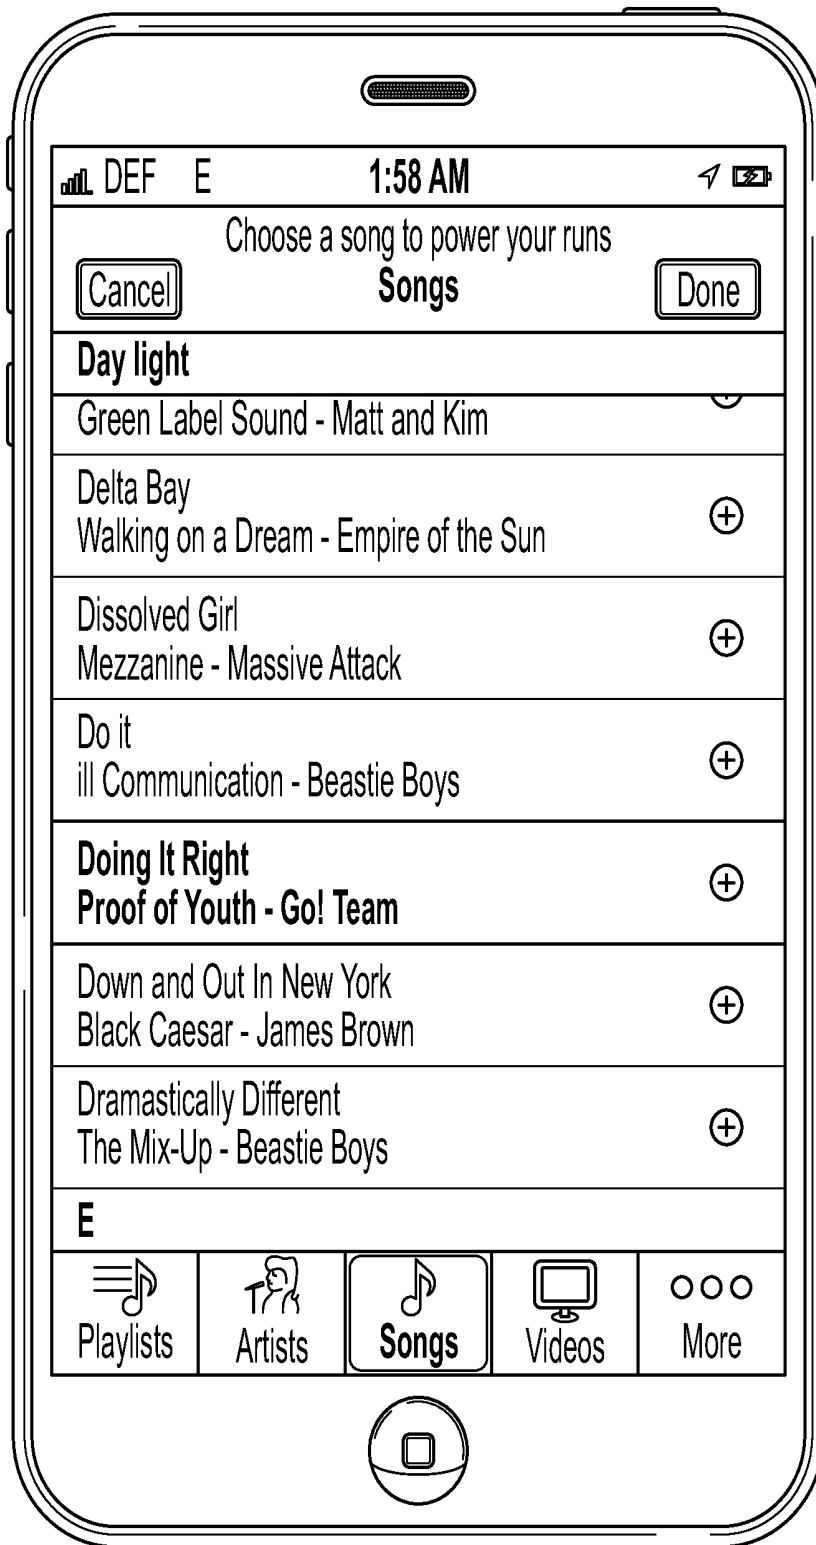 DEF E 1:58 AM
Choose a song to power your runs
Cancel Songs Done
Day light
Green Label Sound - Matt and Kim
Delta Bay
Walking on a Dream - Empire of the Sun
Dissolved Girl
Mezzanine - Massive Attack
Do it
ill Communication - Beastie Boys
Doing It Right
Proof of Youth - Go! Team
Down and Out In New York
Black Caesar - James Brown
Dramastically Different
The Mix-Up - Beastie Boys
E
Playlists Artists Songs Videos More